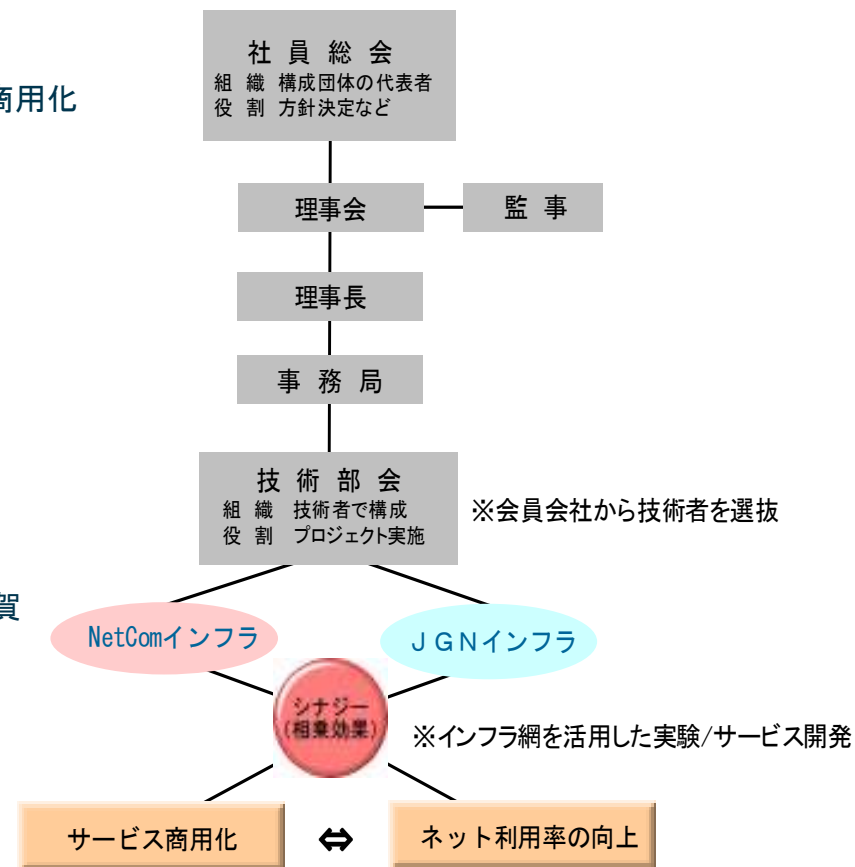 社 員 総 会
組 織 構成団体の代表者
役 割 方針決定など
商用化
理事会
監 事
理事長
事 務 局
技 術 部 会
組 織 技術者で構成
役 割 プロジェクト実施
※会員会社から技術者を選抜
賀
NetComインフラ
ＪＧＮインフラ
シナジー
(相乗効果)
※インフラ網を活用した実験/サービス開発
サービス商用化
⇔
ネット利用率の向上